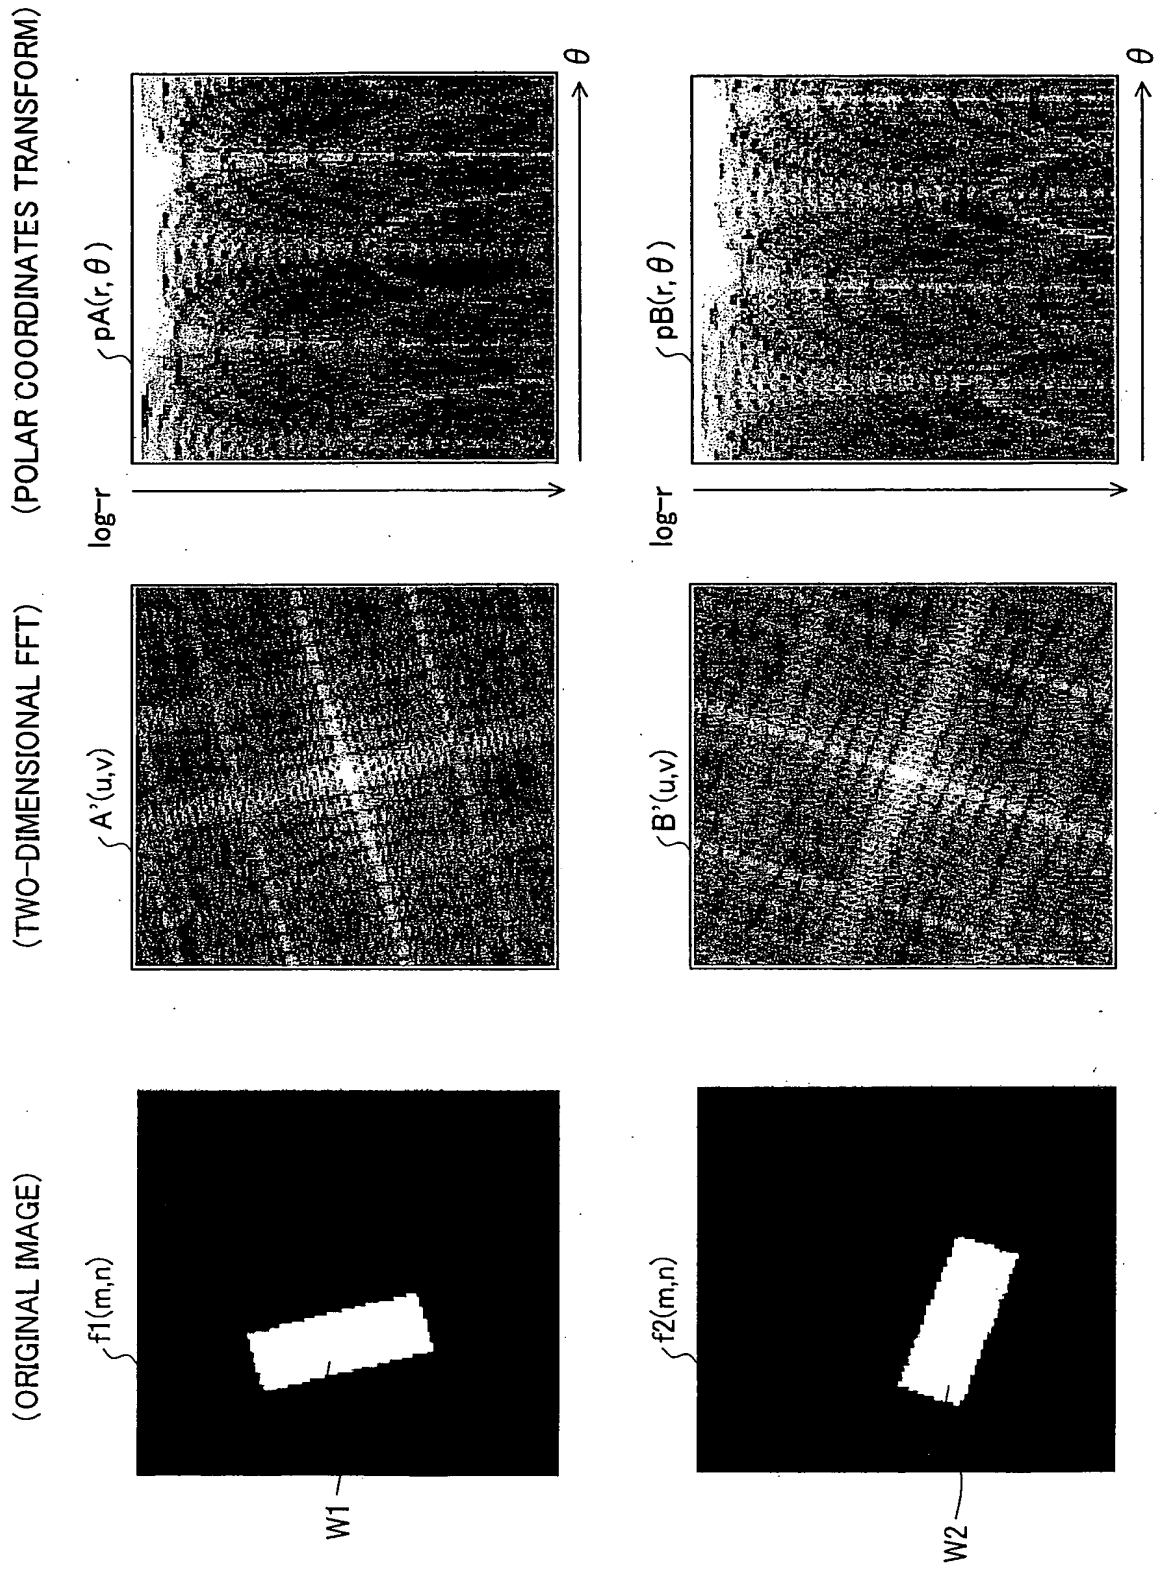 (ORIGINAL IMAGE)
(TWO-DIMENSIONAL FFT)
(POLAR COORDINATES TRANSFORM)
f1(m,n)
A'(u,v)
pA(r, θ)
W1
log-r
θ
f2(m,n)
B'(u,v)
pB(r, θ)
W2
log-r
θ